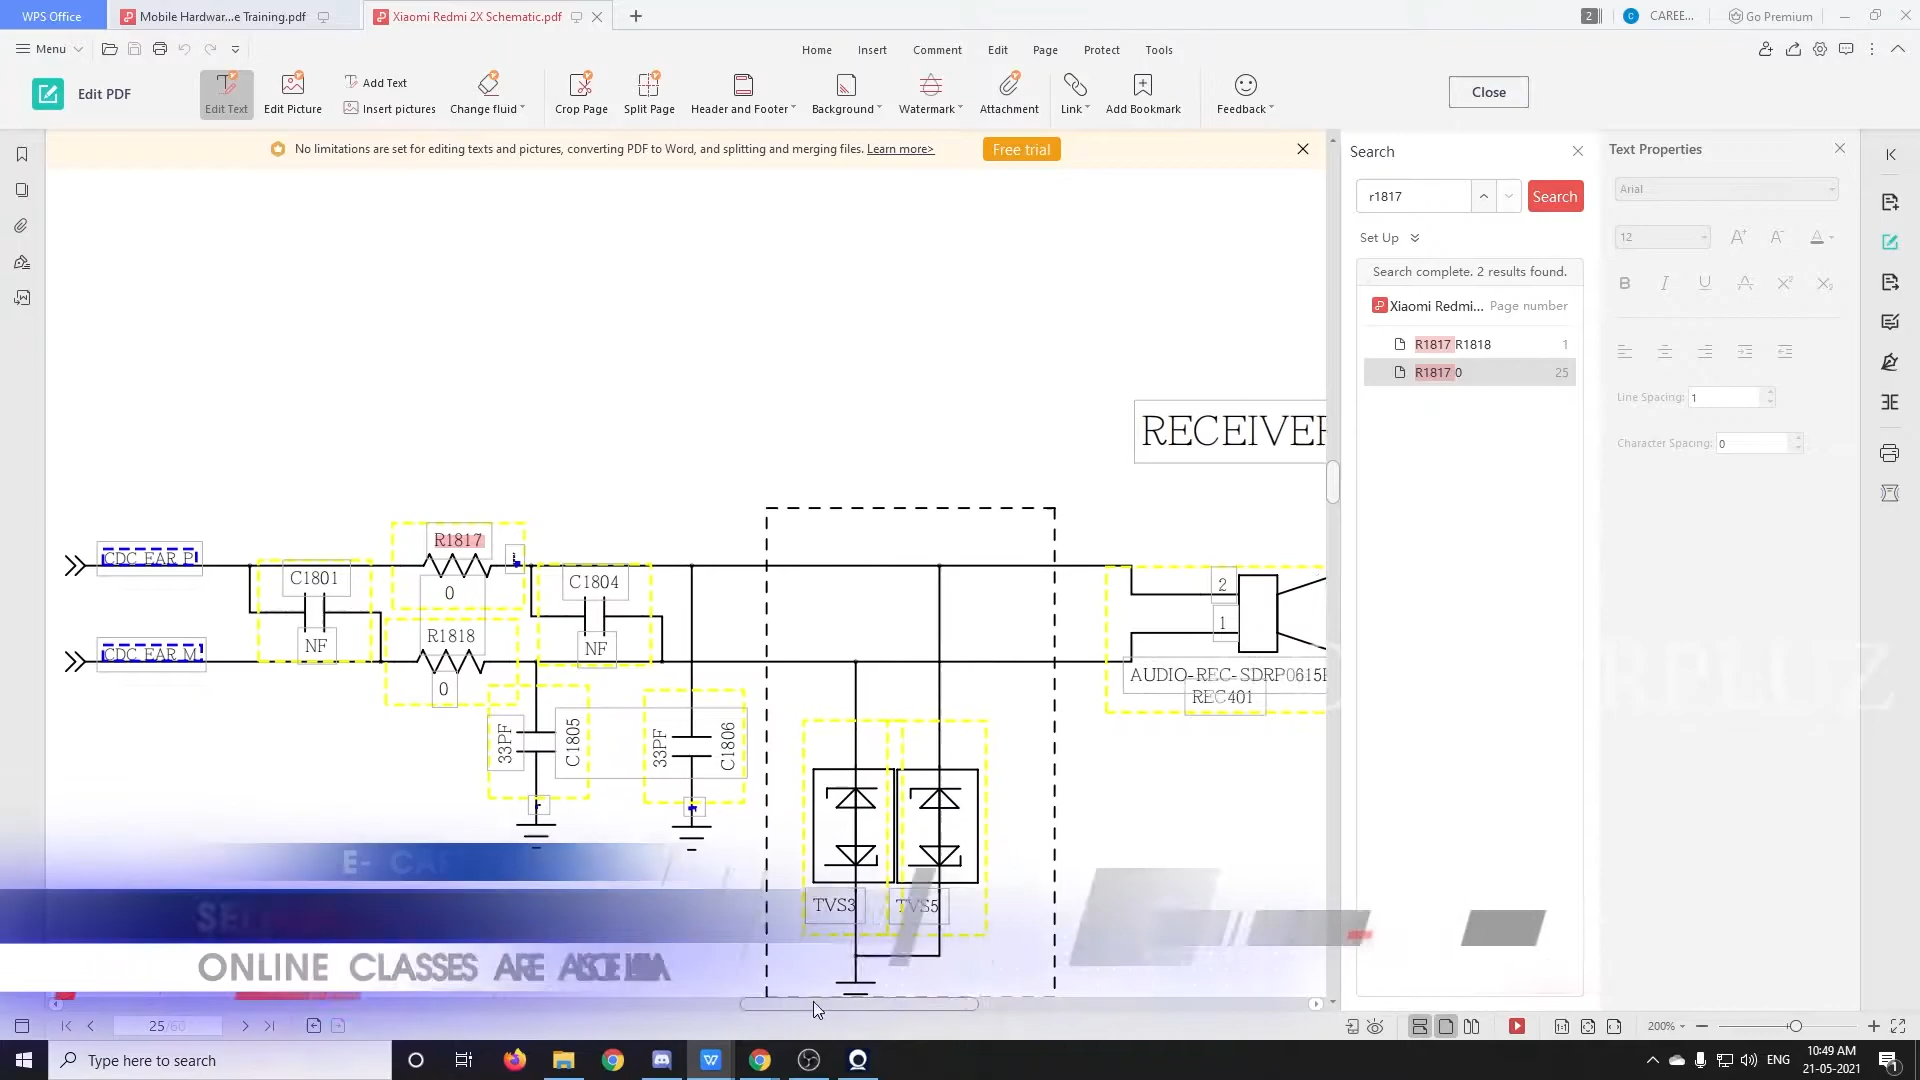 WPS Office
Mobile Hardwar...e Training.pdf
Xiaomi Redmi 2X Schematic.pdf
2
C
CAREE...
Go Premium
Menu
Home
Insert
Comment
Edit
Page
Protect
Tools
Edit PDF
Edit Text
Edit Picture
Add Text
Insert pictures
Change fluid
Crop Page
Split Page
Header and Footer
Background
Watermark
Attachment
Link
Add Bookmark
Feedback
Close
No limitations are set for editing texts and pictures, converting PDF to Word, and splitting and merging files. Learn more>
Free trial
Search
r1817
Search
Set Up
Search complete. 2 results found.
Xiaomi Redmi... Page number
R1817 R1818 1
R1817 0 25
Text Properties
Arial
12
Line Spacing: 1
Character Spacing: 0
CDC_EAR_P
C1801
NF
R1817
0
C1804
NF
CDC_EAR_M
R1818
0
33PF
C1805
33PF
C1806
TVS3
TVS5
2
1
AUDIO-REC-SDRP0615
REC401
ONLINE CLASSES ARE
25/60
200%
Type here to search
ENG
10:49 AM
21-05-2021
1